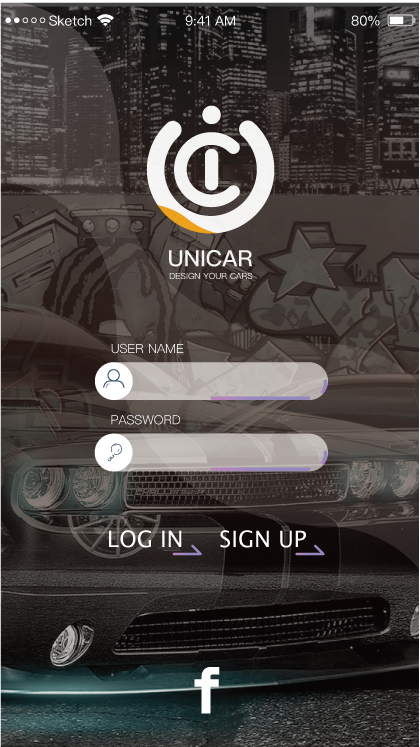 Sketch 9:41 AM 80%
UNICAR
DESIGN YOUR CARS
USER NAME
PASSWORD
LOG IN SIGN UP
f